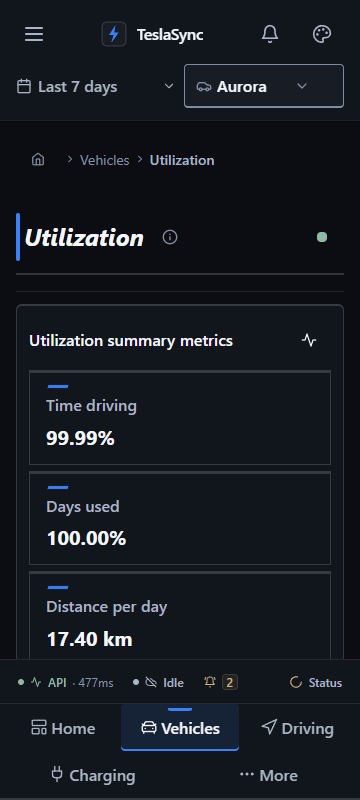 TeslaSync
Last 7 days
Aurora
Vehicles
Utilization
Utilization
Utilization summary metrics
Time driving
99.99%
Days used
100.00%
Distance per day
17.40 km
API · 477ms
Idle
2
Status
Home
Vehicles
Driving
Charging
More